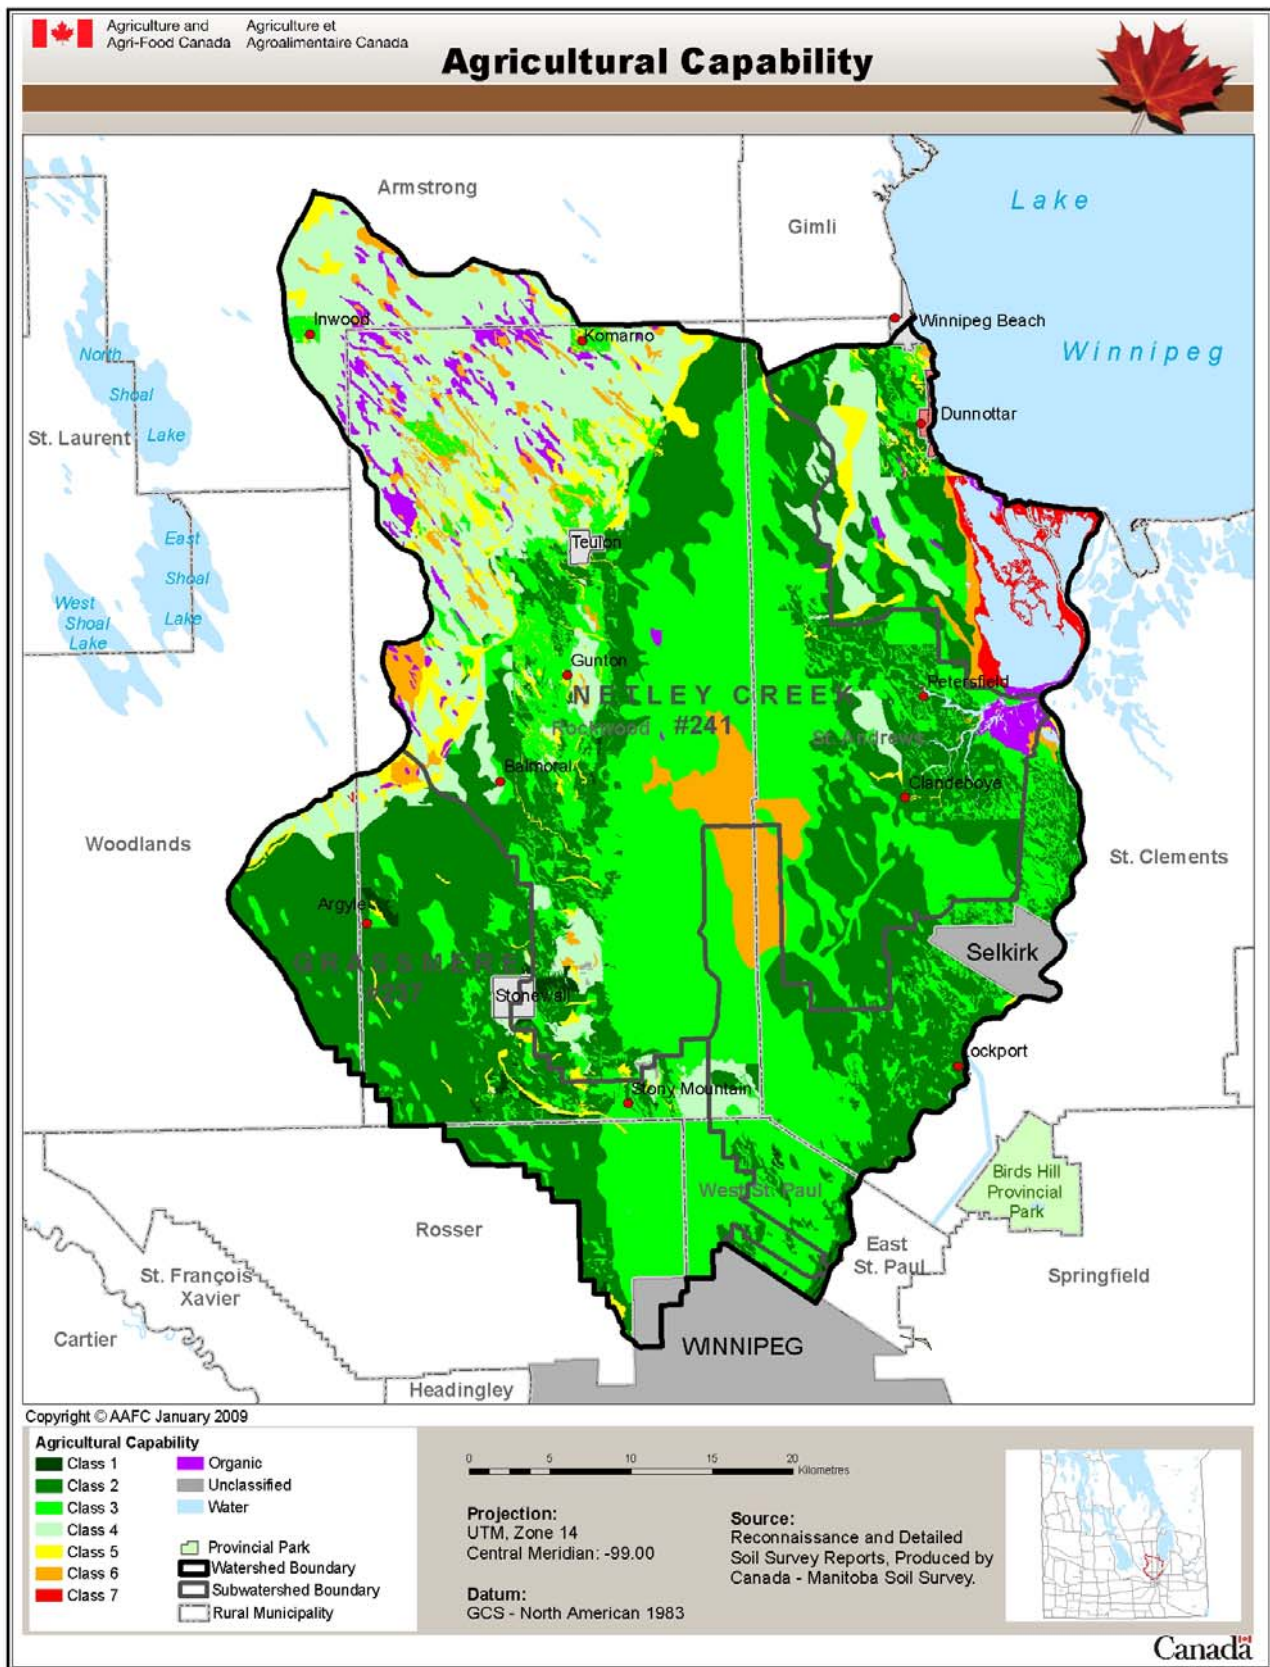 Agriculture and
Agri-Food Canada
Agriculture et
Agroalimentaire Canada
Agricultural Capability
Armstrong
Gimli
Lake
Winnipeg
Inwood
Komarno
Winnipeg Beach
North
Shoal
Lake
Dunnottar
St. Laurent
East
Shoal
Lake
Teulon
West
Shoal
Lake
Gunton
Petersfield
NETLEY CREEK
Rockwood
#241
St. Andrews
Balmoral
Clandeboye
Woodlands
St. Clements
Argyle
GRASSMERE
#237
Selkirk
Stonewall
Lockport
Stony Mountain
Birds Hill
Provincial
Park
West St. Paul
Rosser
East
St. Paul
St. François
Xavier
Springfield
Cartier
WINNIPEG
Headingley
Copyright © AAFC January 2009
Agricultural Capability
Class 1
Class 2
Class 3
Class 4
Class 5
Class 6
Class 7
Organic
Unclassified
Water
Provincial Park
Watershed Boundary
Subwatershed Boundary
Rural Municipality
0 5 10 15 20
Kilometres
Projection:
UTM, Zone 14
Central Meridian: -99.00
Datum:
GCS - North American 1983
Source:
Reconnaissance and Detailed
Soil Survey Reports, Produced by
Canada - Manitoba Soil Survey.
Canada